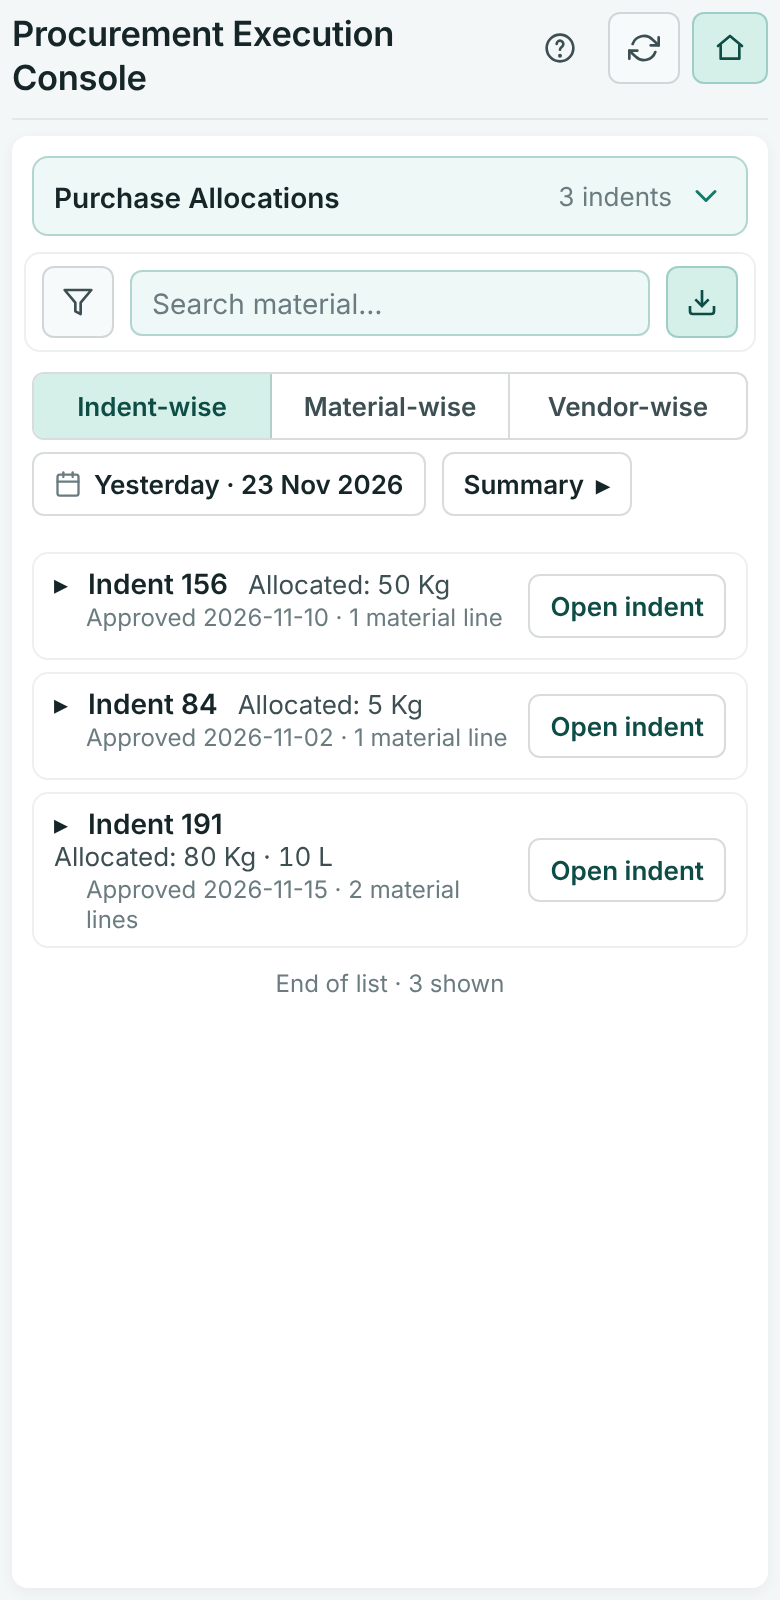 Procurement Execution
Console
Purchase Allocations 3 indents
Search material...
Indent-wise Material-wise Vendor-wise
Yesterday · 23 Nov 2026 Summary ▸
▸ Indent 156 Allocated: 50 Kg
Approved 2026-11-10 · 1 material line
Open indent
▸ Indent 84 Allocated: 5 Kg
Approved 2026-11-02 · 1 material line
Open indent
▸ Indent 191
Allocated: 80 Kg · 10 L
Approved 2026-11-15 · 2 material
lines
Open indent
End of list · 3 shown